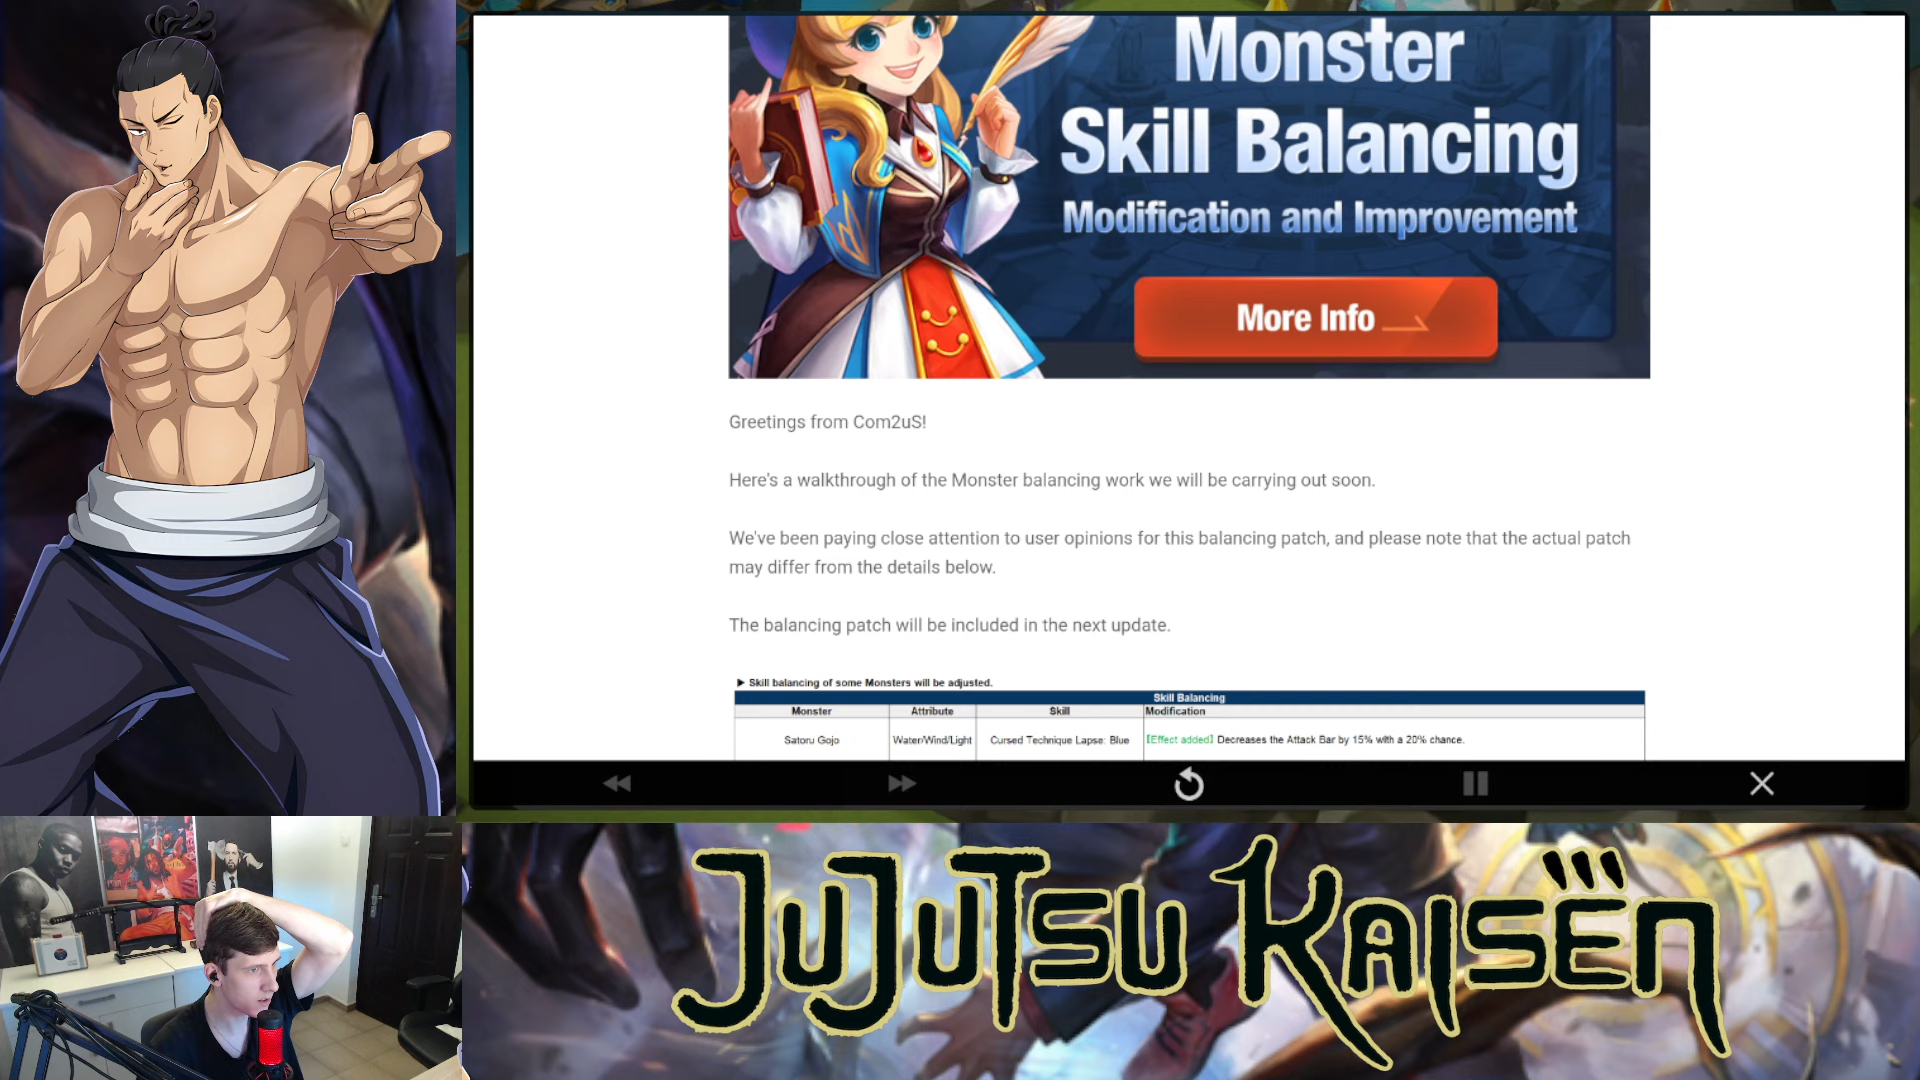 Monster
Skill Balancing
Modification and Improvement
More Info
Greetings from Com2uS!
Here's a walkthrough of the Monster balancing work we will be carrying out soon.
We've been paying close attention to user opinions for this balancing patch, and please note that the actual patch
may differ from the details below.
The balancing patch will be included in the next update.
▶ Skill balancing of some Monsters will be adjusted.
Skill Balancing
Monster Attribute Skill Modification
Satoru Gojo Water/Wind/Light Cursed Technique Lapse: Blue [Effect added] Decreases the Attack Bar by 15% with a 20% chance.
JUJUTSU KAISEN